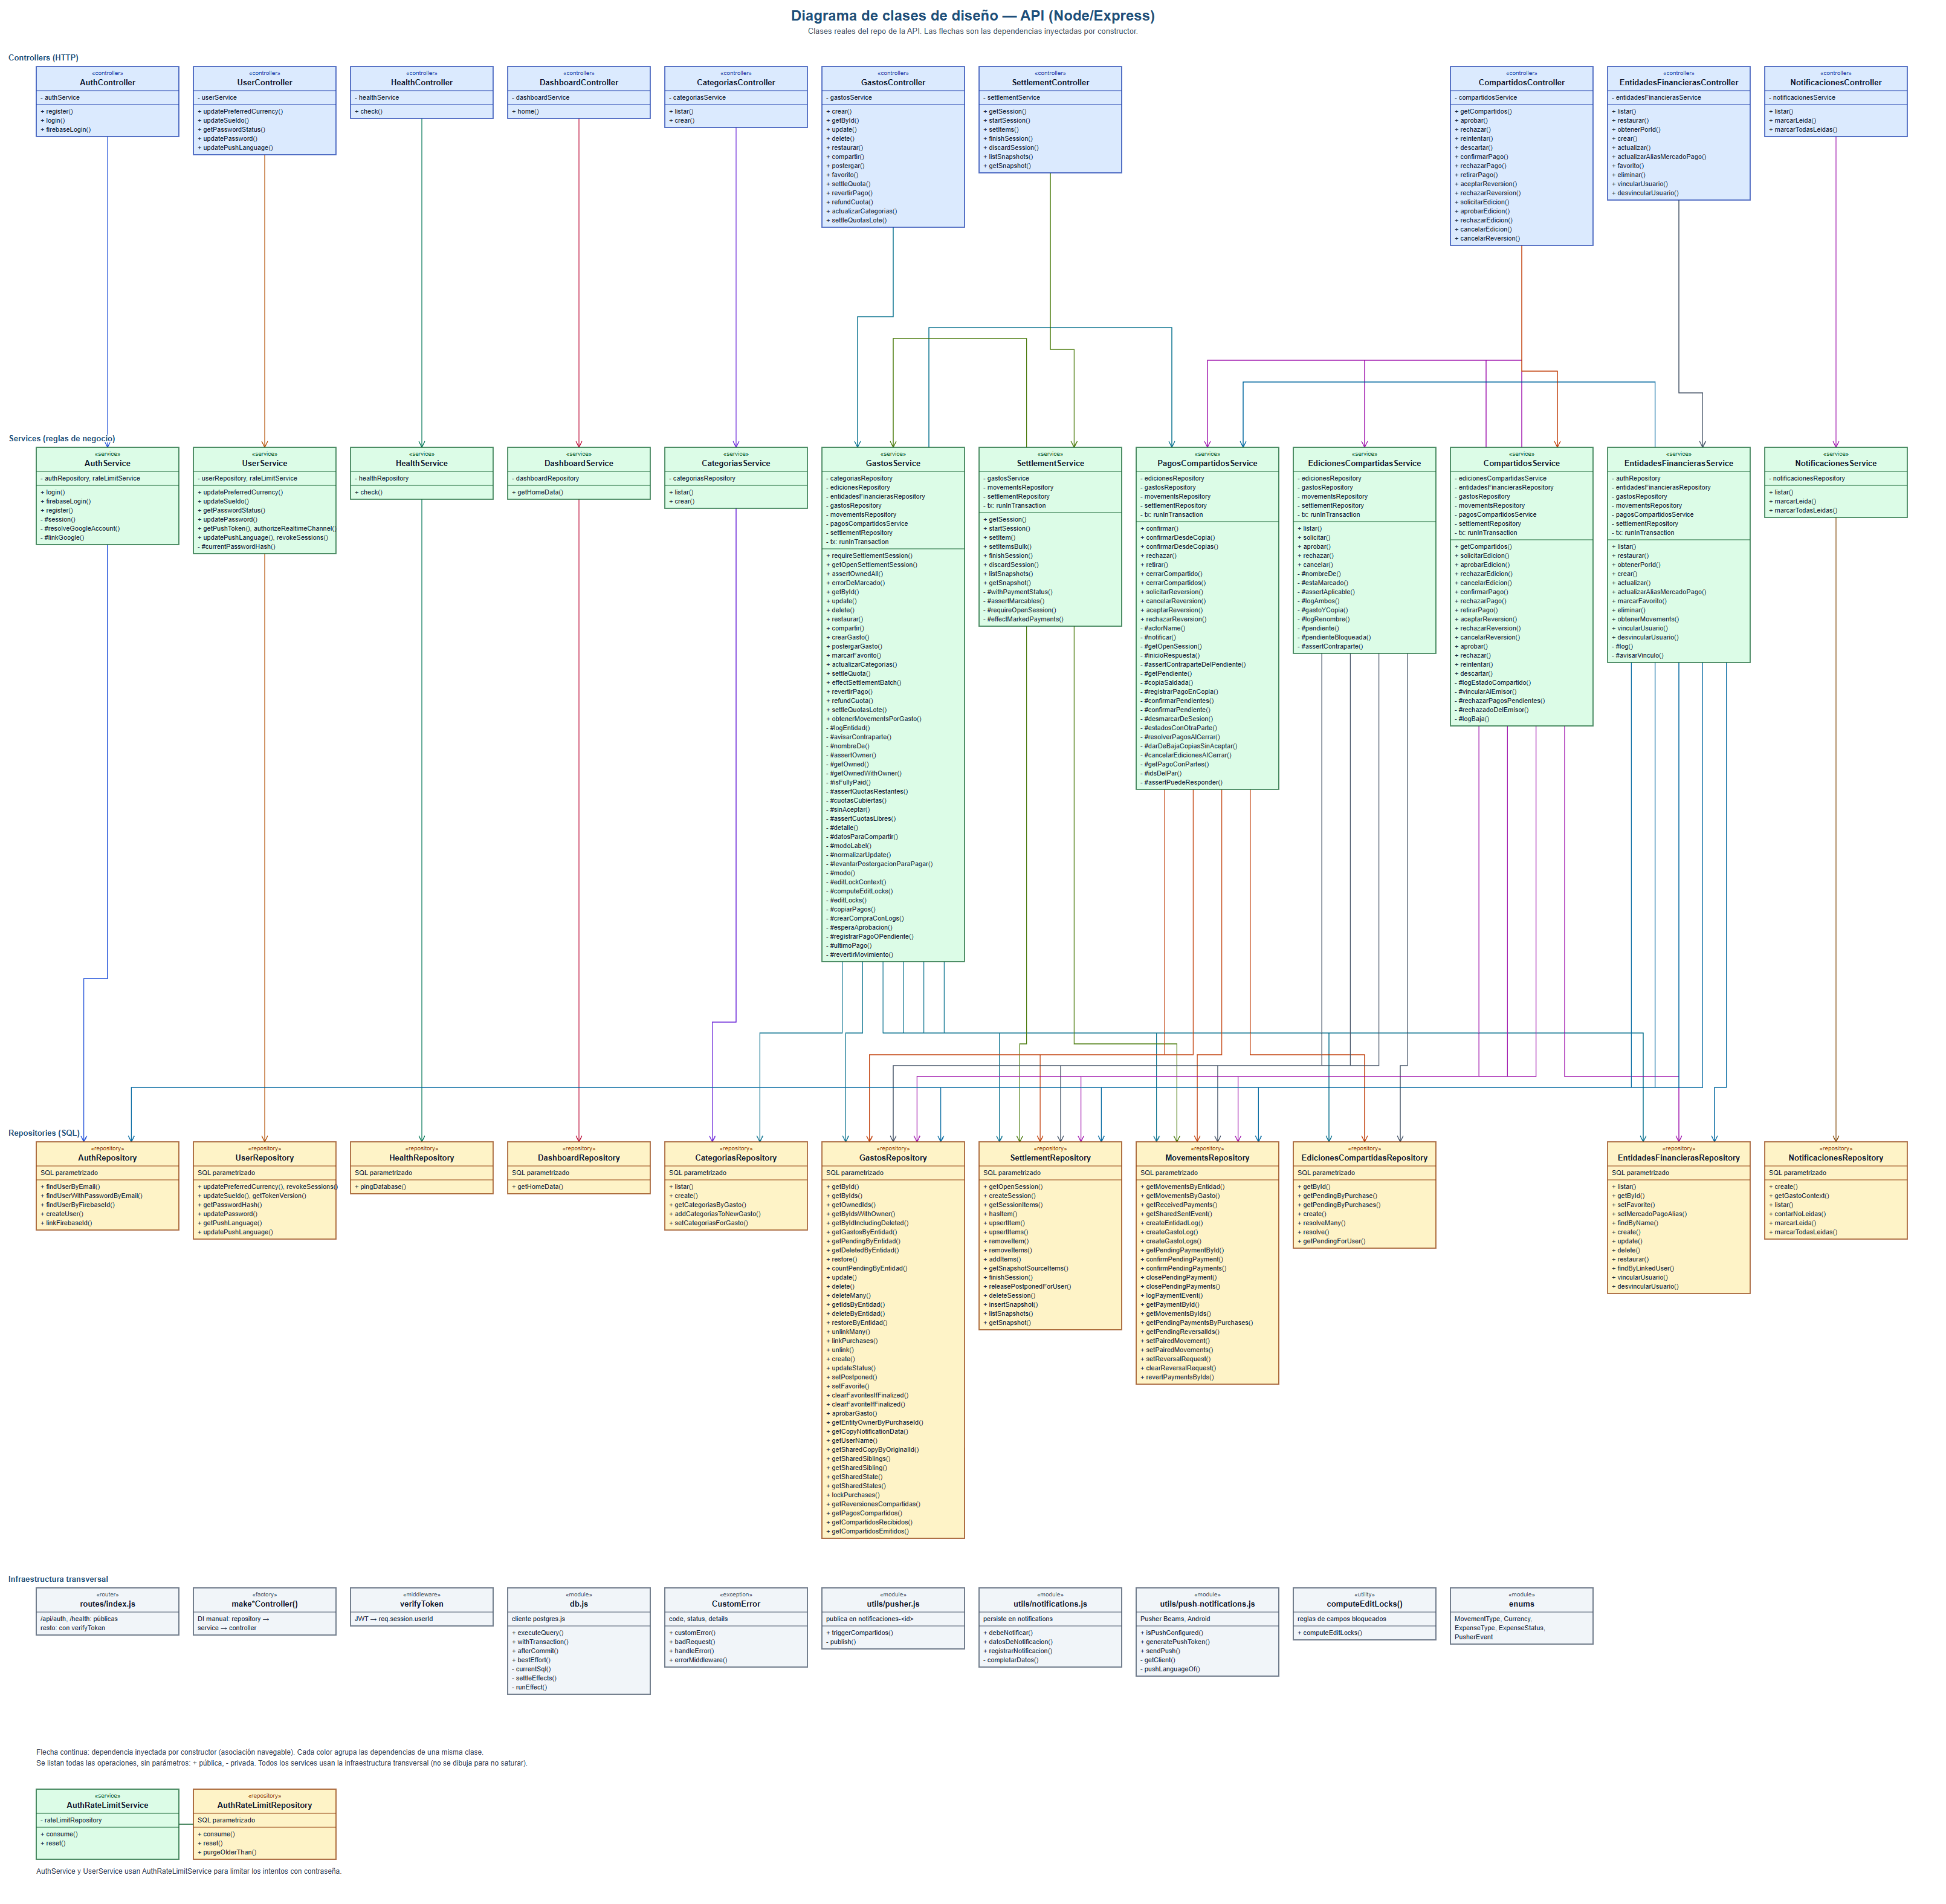 Diagrama de clases de diseño — API (Node/Express)
Clases reales del repo de la API. Las flechas son las dependencias inyectadas por constructor.
Controllers (HTTP)
«controller»
AuthController
- authService
+ register()
+ login()
+ firebaseLogin()
«controller»
UserController
- userService
+ updatePreferredCurrency()
+ updateSueldo()
+ getPasswordStatus()
+ updatePassword()
+ updatePushLanguage()
«controller»
HealthController
- healthService
+ check()
«controller»
DashboardController
- dashboardService
+ home()
«controller»
CategoriasController
- categoriasService
+ listar()
+ crear()
«controller»
GastosController
- gastosService
+ crear()
+ getById()
+ update()
+ delete()
+ restaurar()
+ compartir()
+ postergar()
+ favorito()
+ settleQuota()
+ revertirPago()
+ refundCuota()
+ actualizarCategorias()
+ settleQuotasLote()
«controller»
SettlementController
- settlementService
+ getSession()
+ startSession()
+ setItems()
+ finishSession()
+ discardSession()
+ listSnapshots()
+ getSnapshot()
«controller»
CompartidosController
- compartidosService
+ getCompartidos()
+ aprobar()
+ rechazar()
+ reintentar()
+ descartar()
+ confirmarPago()
+ rechazarPago()
+ retirarPago()
+ aceptarReversion()
+ rechazarReversion()
+ solicitarEdicion()
+ aprobarEdicion()
+ rechazarEdicion()
+ cancelarEdicion()
+ cancelarReversion()
«controller»
EntidadesFinancierasController
- entidadesFinancierasService
+ listar()
+ restaurar()
+ obtenerPorId()
+ crear()
+ actualizar()
+ actualizarAliasMercadoPago()
+ favorito()
+ eliminar()
+ vincularUsuario()
+ desvincularUsuario()
«controller»
NotificacionesController
- notificacionesService
+ listar()
+ marcarLeida()
+ marcarTodasLeidas()
Services (reglas de negocio)
«service»
AuthService
- authRepository, rateLimitService
+ login()
+ firebaseLogin()
+ register()
- #session()
- #resolveGoogleAccount()
- #linkGoogle()
«service»
UserService
- userRepository, rateLimitService
+ updatePreferredCurrency()
+ updateSueldo()
+ getPasswordStatus()
+ updatePassword()
+ getPushToken(), authorizeRealtimeChannel()
+ updatePushLanguage(), revokeSessions()
- #currentPasswordHash()
«service»
HealthService
- healthRepository
+ check()
«service»
DashboardService
- dashboardRepository
+ getHomeData()
«service»
CategoriasService
- categoriasRepository
+ listar()
+ crear()
«service»
GastosService
- categoriasRepository
- edicionesRepository
- entidadesFinancierasRepository
- gastosRepository
- movementsRepository
- pagosCompartidosService
- settlementRepository
- tx: runInTransaction
+ requireSettlementSession()
+ getOpenSettlementSession()
+ assertOwnedAll()
+ errorDeMarcado()
+ getById()
+ update()
+ delete()
+ restaurar()
+ compartir()
+ crearGasto()
+ postergarGasto()
+ marcarFavorito()
+ actualizarCategorias()
+ settleQuota()
+ effectSettlementBatch()
+ revertirPago()
+ refundCuota()
+ settleQuotasLote()
+ obtenerMovementsPorGasto()
- #logEntidad()
- #avisarContraparte()
- #nombreDe()
- #assertOwner()
- #getOwned()
- #getOwnedWithOwner()
- #isFullyPaid()
- #assertQuotasRestantes()
- #cuotasCubiertas()
- #sinAceptar()
- #assertCuotasLibres()
- #detalle()
- #datosParaCompartir()
- #modoLabel()
- #normalizarUpdate()
- #levantarPostergacionParaPagar()
- #modo()
- #editLockContext()
- #computeEditLocks()
- #editLocks()
- #copiarPagos()
- #crearCompraConLogs()
- #esperaAprobacion()
- #registrarPagoOPendiente()
- #ultimoPago()
- #revertirMovimiento()
«service»
SettlementService
- gastosService
- movementsRepository
- settlementRepository
- tx: runInTransaction
+ getSession()
+ startSession()
+ setItem()
+ setItemsBulk()
+ finishSession()
+ discardSession()
+ listSnapshots()
+ getSnapshot()
- #withPaymentStatus()
- #assertMarcables()
- #requireOpenSession()
- #effectMarkedPayments()
«service»
PagosCompartidosService
- edicionesRepository
- gastosRepository
- movementsRepository
- settlementRepository
- tx: runInTransaction
+ confirmar()
+ confirmarDesdeCopia()
+ confirmarDesdeCopias()
+ rechazar()
+ retirar()
+ cerrarCompartido()
+ cerrarCompartidos()
+ solicitarReversion()
+ cancelarReversion()
+ aceptarReversion()
+ rechazarReversion()
- #actorName()
- #notificar()
- #getOpenSession()
- #inicioRespuesta()
- #assertContraparteDelPendiente()
- #getPendiente()
- #copiaSaldada()
- #registrarPagoEnCopia()
- #confirmarPendientes()
- #confirmarPendiente()
- #desmarcarDeSesion()
- #estadosConOtraParte()
- #resolverPagosAlCerrar()
- #darDeBajaCopiasSinAceptar()
- #cancelarEdicionesAlCerrar()
- #getPagoConPartes()
- #idsDelPar()
- #assertPuedeResponder()
«service»
EdicionesCompartidasService
- edicionesRepository
- gastosRepository
- movementsRepository
- settlementRepository
- tx: runInTransaction
+ listar()
+ solicitar()
+ aprobar()
+ rechazar()
+ cancelar()
- #nombreDe()
- #estaMarcado()
- #assertAplicable()
- #logAmbos()
- #gastoYCopia()
- #logRenombre()
- #pendiente()
- #pendienteBloqueada()
- #assertContraparte()
«service»
CompartidosService
- edicionesCompartidasService
- entidadesFinancierasRepository
- gastosRepository
- movementsRepository
- pagosCompartidosService
- settlementRepository
- tx: runInTransaction
+ getCompartidos()
+ solicitarEdicion()
+ aprobarEdicion()
+ rechazarEdicion()
+ cancelarEdicion()
+ confirmarPago()
+ rechazarPago()
+ retirarPago()
+ aceptarReversion()
+ rechazarReversion()
+ cancelarReversion()
+ aprobar()
+ rechazar()
+ reintentar()
+ descartar()
- #logEstadoCompartido()
- #vincularAlEmisor()
- #rechazarPagosPendientes()
- #rechazadoDelEmisor()
- #logBaja()
«service»
EntidadesFinancierasService
- authRepository
- entidadesFinancierasRepository
- gastosRepository
- movementsRepository
- pagosCompartidosService
- settlementRepository
- tx: runInTransaction
+ listar()
+ restaurar()
+ obtenerPorId()
+ crear()
+ actualizar()
+ actualizarAliasMercadoPago()
+ marcarFavorito()
+ eliminar()
+ obtenerMovements()
+ vincularUsuario()
+ desvincularUsuario()
- #log()
- #avisarVinculo()
«service»
NotificacionesService
- notificacionesRepository
+ listar()
+ marcarLeida()
+ marcarTodasLeidas()
Repositories (SQL)
«repository»
AuthRepository
SQL parametrizado
+ findUserByEmail()
+ findUserWithPasswordByEmail()
+ findUserByFirebaseId()
+ createUser()
+ linkFirebaseId()
«repository»
UserRepository
SQL parametrizado
+ updatePreferredCurrency(), revokeSessions()
+ updateSueldo(), getTokenVersion()
+ getPasswordHash()
+ updatePassword()
+ getPushLanguage()
+ updatePushLanguage()
«repository»
HealthRepository
SQL parametrizado
+ pingDatabase()
«repository»
DashboardRepository
SQL parametrizado
+ getHomeData()
«repository»
CategoriasRepository
SQL parametrizado
+ listar()
+ create()
+ getCategoriasByGasto()
+ addCategoriasToNewGasto()
+ setCategoriasForGasto()
«repository»
GastosRepository
SQL parametrizado
+ getById()
+ getByIds()
+ getOwnedIds()
+ getByIdsWithOwner()
+ getByIdIncludingDeleted()
+ getGastosByEntidad()
+ getPendingByEntidad()
+ getDeletedByEntidad()
+ restore()
+ countPendingByEntidad()
+ update()
+ delete()
+ deleteMany()
+ getIdsByEntidad()
+ deleteByEntidad()
+ restoreByEntidad()
+ unlinkMany()
+ linkPurchases()
+ unlink()
+ create()
+ updateStatus()
+ setPostponed()
+ setFavorite()
+ clearFavoritesIfFinalized()
+ clearFavoriteIfFinalized()
+ aprobarGasto()
+ getEntityOwnerByPurchaseId()
+ getCopyNotificationData()
+ getUserName()
+ getSharedCopyByOriginalId()
+ getSharedSiblings()
+ getSharedSibling()
+ getSharedState()
+ getSharedStates()
+ lockPurchases()
+ getReversionesCompartidas()
+ getPagosCompartidos()
+ getCompartidosRecibidos()
+ getCompartidosEmitidos()
«repository»
SettlementRepository
SQL parametrizado
+ getOpenSession()
+ createSession()
+ getSessionItems()
+ hasItem()
+ upsertItem()
+ upsertItems()
+ removeItem()
+ removeItems()
+ addItems()
+ getSnapshotSourceItems()
+ finishSession()
+ releasePostponedForUser()
+ deleteSession()
+ insertSnapshot()
+ listSnapshots()
+ getSnapshot()
«repository»
MovementsRepository
SQL parametrizado
+ getMovementsByEntidad()
+ getMovementsByGasto()
+ getReceivedPayments()
+ getSharedSentEvent()
+ createEntidadLog()
+ createGastoLog()
+ createGastoLogs()
+ getPendingPaymentById()
+ confirmPendingPayment()
+ confirmPendingPayments()
+ closePendingPayment()
+ closePendingPayments()
+ logPaymentEvent()
+ getPaymentById()
+ getMovementsByIds()
+ getPendingPaymentsByPurchases()
+ getPendingReversalIds()
+ setPairedMovement()
+ setPairedMovements()
+ setReversalRequest()
+ clearReversalRequest()
+ revertPaymentsByIds()
«repository»
EdicionesCompartidasRepository
SQL parametrizado
+ getById()
+ getPendingByPurchase()
+ getPendingByPurchases()
+ create()
+ resolveMany()
+ resolve()
+ getPendingForUser()
«repository»
EntidadesFinancierasRepository
SQL parametrizado
+ listar()
+ getById()
+ setFavorite()
+ setMercadoPagoAlias()
+ findByName()
+ create()
+ update()
+ delete()
+ restaurar()
+ findByLinkedUser()
+ vincularUsuario()
+ desvincularUsuario()
«repository»
NotificacionesRepository
SQL parametrizado
+ create()
+ getGastoContext()
+ listar()
+ contarNoLeidas()
+ marcarLeida()
+ marcarTodasLeidas()
Infraestructura transversal
«router»
routes/index.js
/api/auth, /health: públicas
resto: con verifyToken
«factory»
make*Controller()
DI manual: repository →
service → controller
«middleware»
verifyToken
JWT → req.session.userId
«module»
db.js
cliente postgres.js
+ executeQuery()
+ withTransaction()
+ afterCommit()
+ bestEffort()
- currentSql()
- settleEffects()
- runEffect()
«exception»
CustomError
code, status, details
+ customError()
+ badRequest()
+ handleError()
+ errorMiddleware()
«module»
utils/pusher.js
publica en notificaciones-<id>
+ triggerCompartidos()
- publish()
«module»
utils/notifications.js
persiste en notifications
+ debeNotificar()
+ datosDeNotificacion()
+ registrarNotificacion()
- completarDatos()
«module»
utils/push-notifications.js
Pusher Beams, Android
+ isPushConfigured()
+ generatePushToken()
+ sendPush()
- getClient()
- pushLanguageOf()
«utility»
computeEditLocks()
reglas de campos bloqueados
+ computeEditLocks()
«module»
enums
MovementType, Currency,
ExpenseType, ExpenseStatus,
PusherEvent
Flecha continua: dependencia inyectada por constructor (asociación navegable). Cada color agrupa las dependencias de una misma clase.
Se listan todas las operaciones, sin parámetros: + pública, - privada. Todos los services usan la infraestructura transversal (no se dibuja para no saturar).
«service»
AuthRateLimitService
- rateLimitRepository
+ consume()
+ reset()
«repository»
AuthRateLimitRepository
SQL parametrizado
+ consume()
+ reset()
+ purgeOlderThan()
AuthService y UserService usan AuthRateLimitService para limitar los intentos con contraseña.